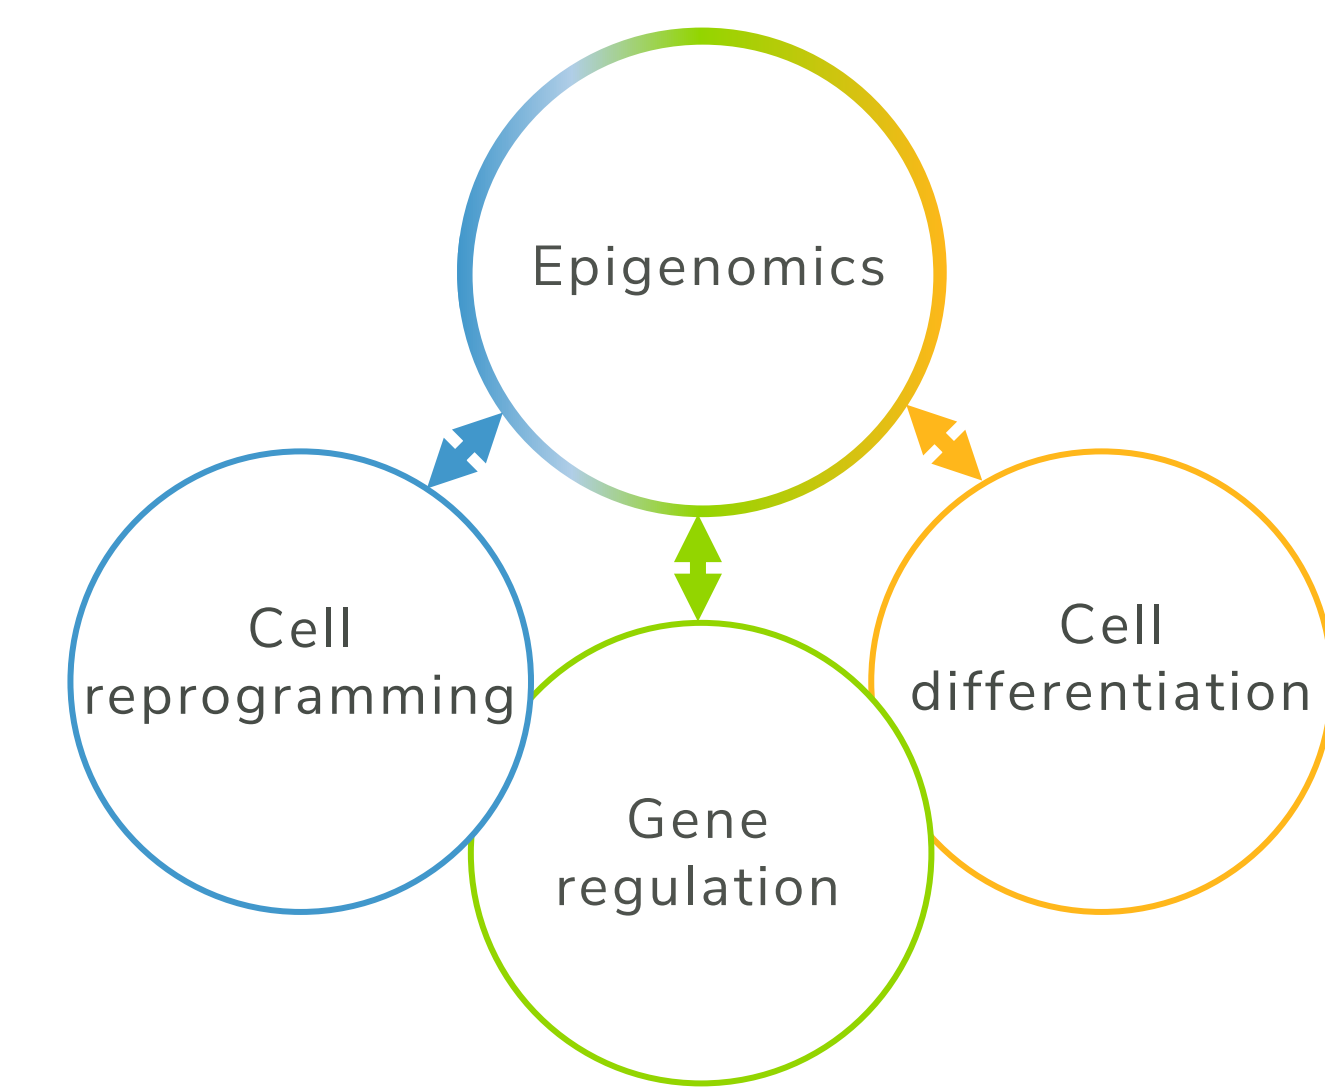 Epigenomics
Cell
reprogramming
Gene
regulation
Cell
differentiation